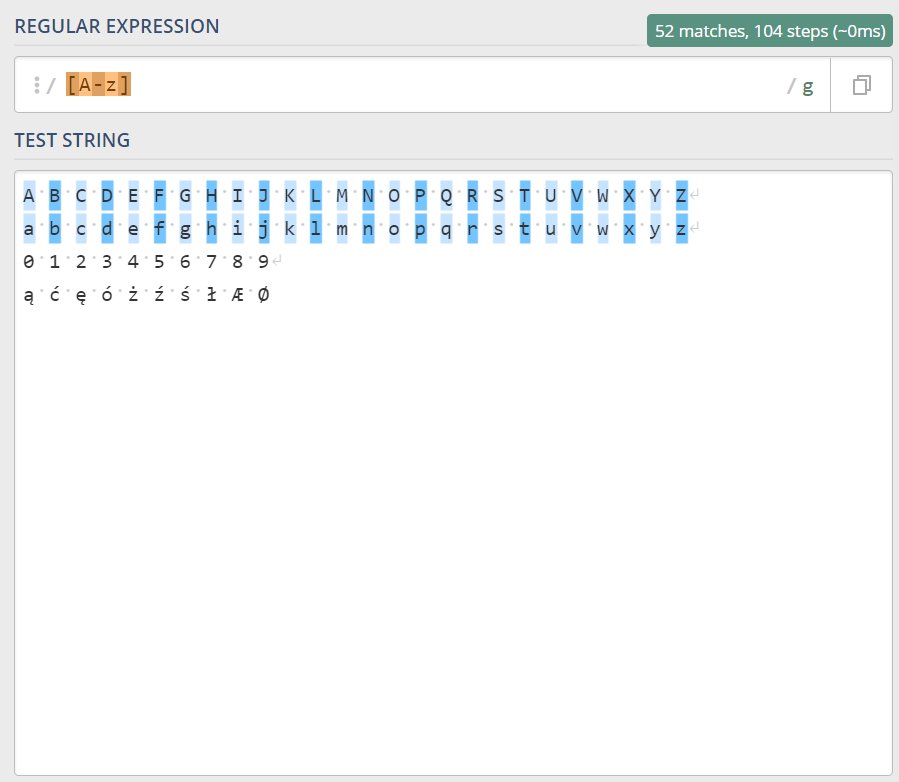 REGULAR EXPRESSION
52 matches, 104 steps (~0ms)
/ [A-z] / g
TEST STRING
A B C D E F G H I J K L M N O P Q R S T U V W X Y Z
a b c d e f g h i j k l m n o p q r s t u v w x y z
0 1 2 3 4 5 6 7 8 9
ą ć ę ó ż ź ś ł Æ Ø